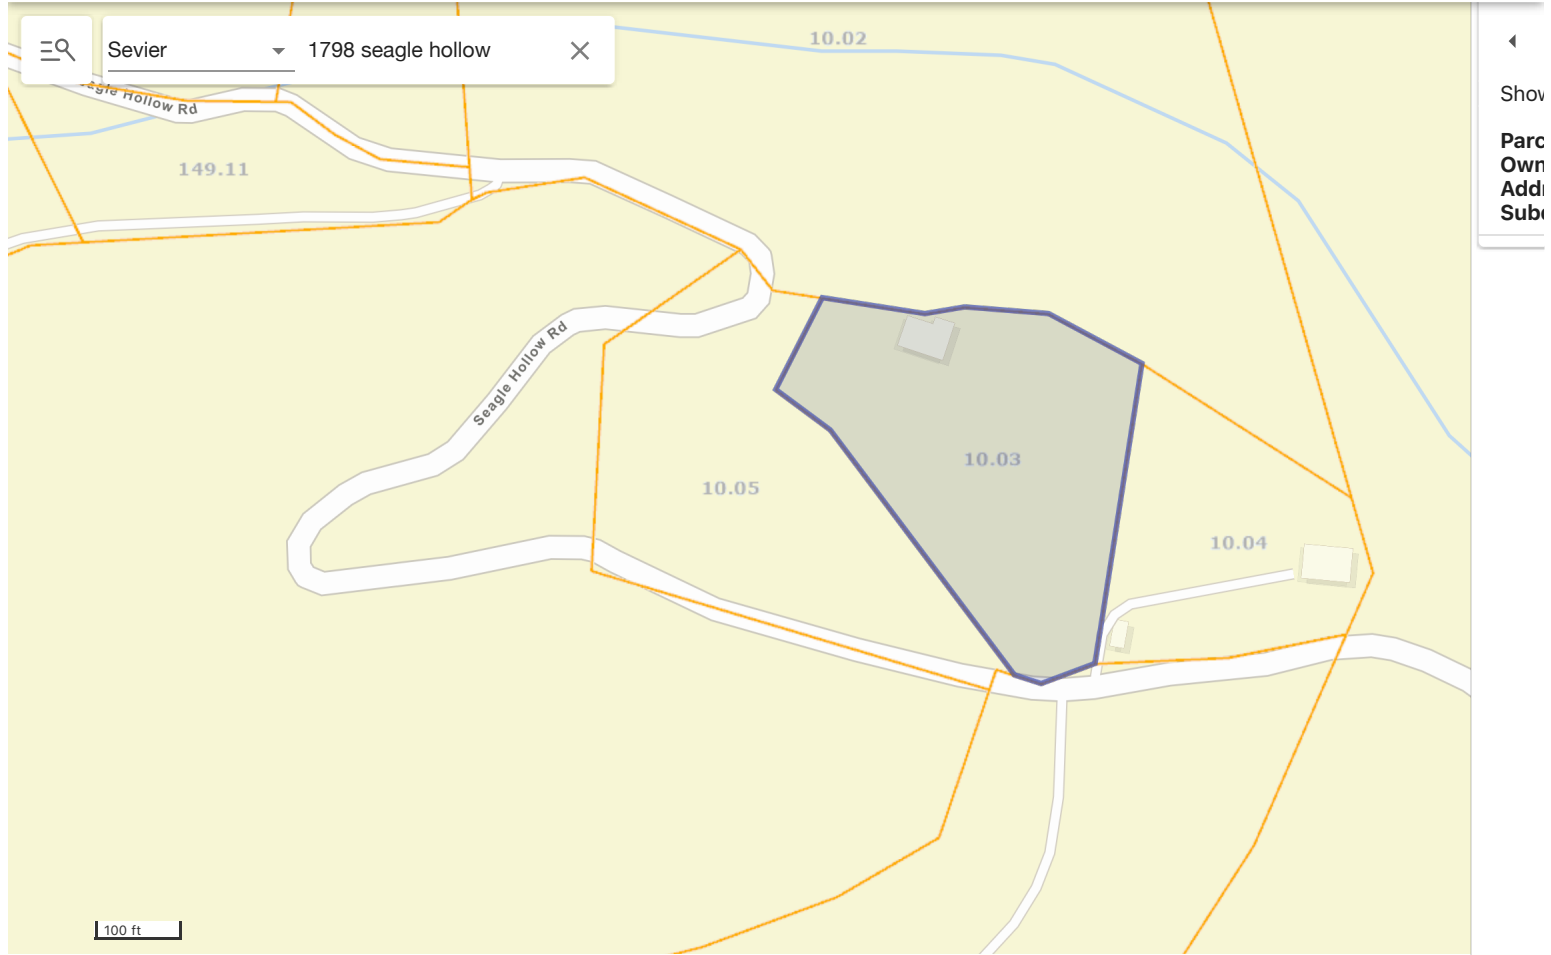 Sevier
1798 seagle hollow
10.02
Show
Parc
Own
Addr
Subd
agle Hollow Rd
149.11
Seagle Hollow Rd
10.03
10.05
10.04
100 ft